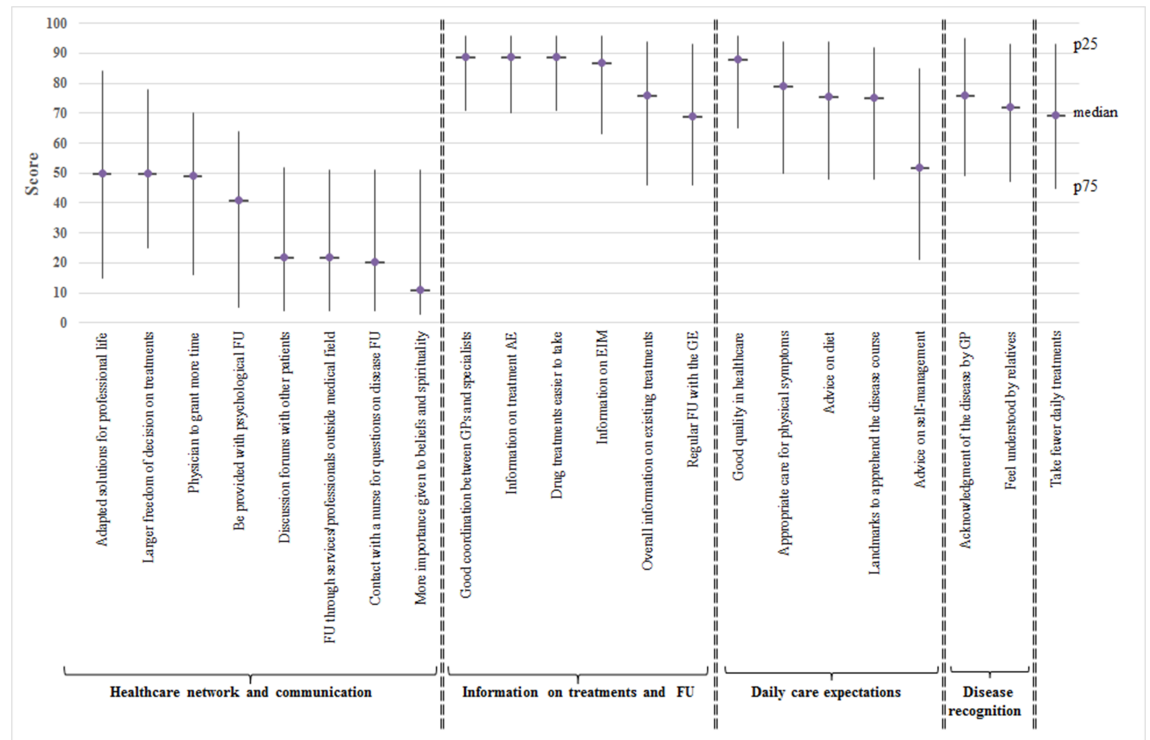 100
90
80
70
60
50
40
30
20
10
0
Score
p25
median
p75
Adapted solutions for professional life
Larger freedom of decision on treatments
Physician to grant more time
Be provided with psychological FU
Discussion forums with other patients
FU through services/professionals outside medical field
Contact with a nurse for questions on disease FU
More importance given to beliefs and spirituality
Good coordination between GPs and specialists
Information on treatment AE
Drug treatments easier to take
Information on EIM
Overall information on existing treatments
Regular FU with the GE
Good quality in healthcare
Appropriate care for physical symptoms
Advice on diet
Landmarks to apprehend the disease course
Advice on self-management
Acknowledgment of the disease by GP
Feel understood by relatives
Take fewer daily treatments
Healthcare network and communication
Information on treatments and FU
Daily care expectations
Disease
recognition